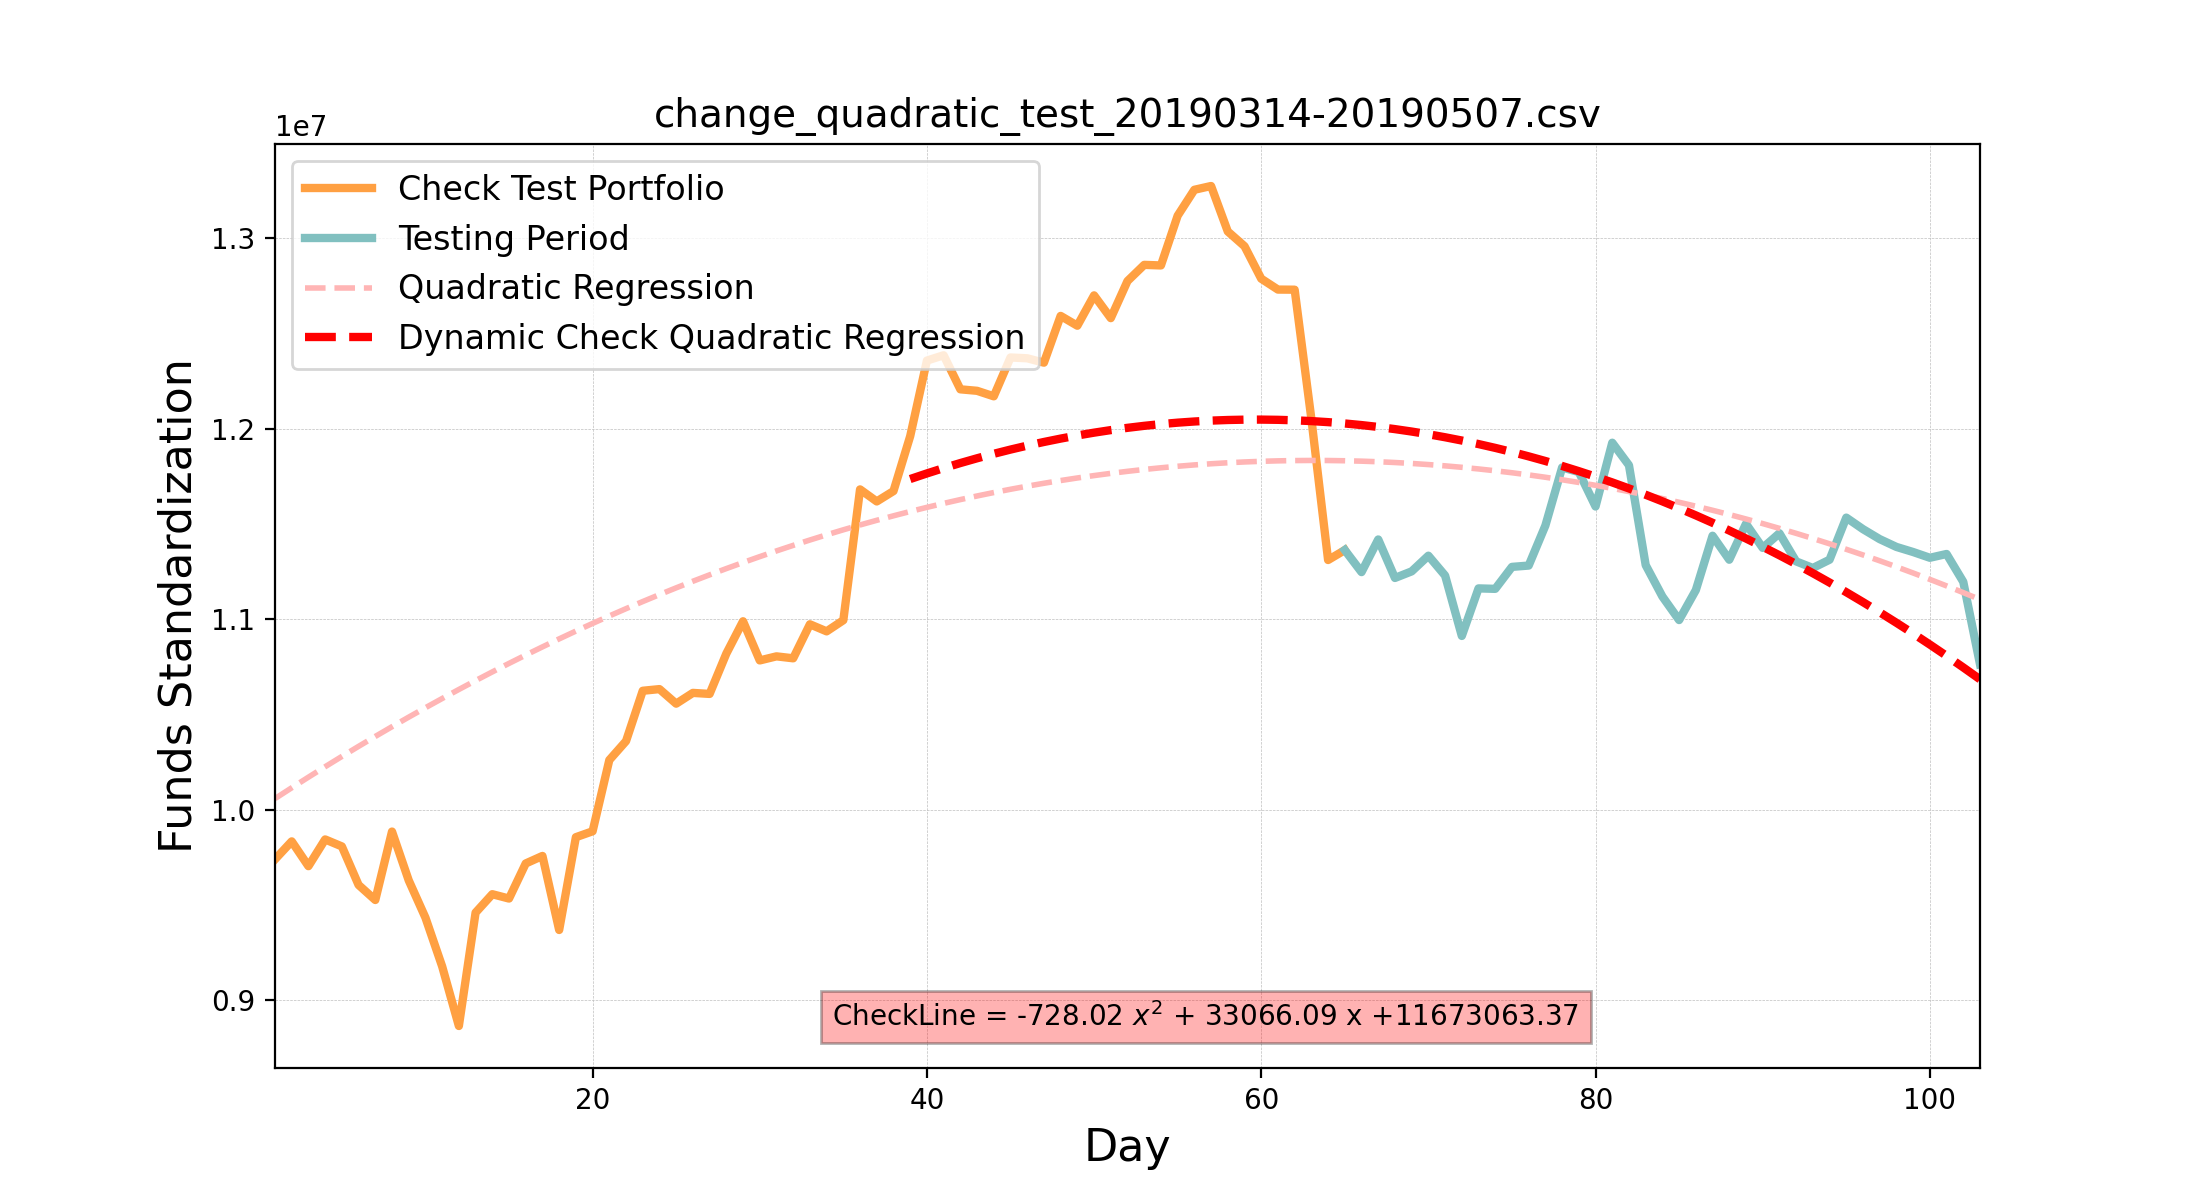 change_quadratic_test_20190314-20190507.csv
1e7
Check Test Portfolio
Testing Period
Quadratic Regression
Dynamic Check Quadratic Regression
1.3
1.2
1.1
1.0
0.9
Funds Standardization
CheckLine = -728.02 x² + 33066.09 x +11673063.37
20 40 60 80 100
Day